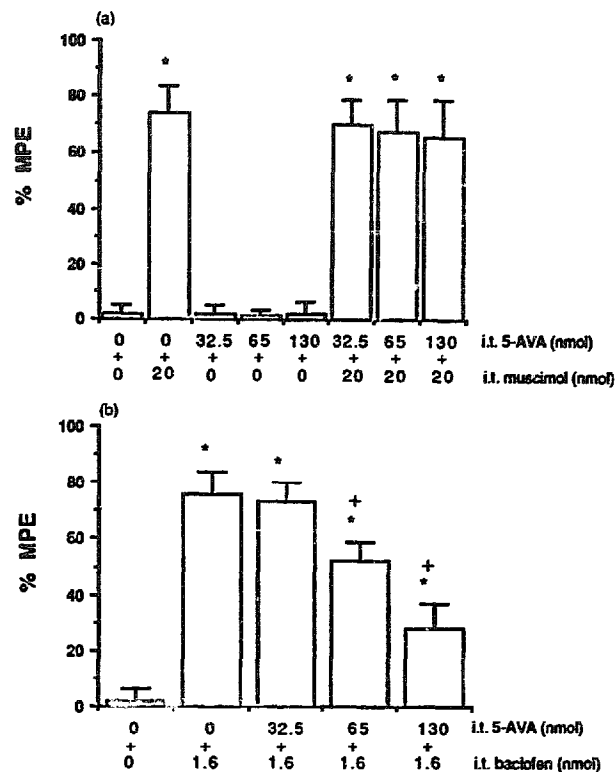 (a)
100
80
60
40
20
0
% MPE
* * * *
0 0 32.5 65 130 32.5 65 130 i.t. 5-AVA (nmol)
+ + + + + + + +
0 20 0 0 0 20 20 20 i.t. muscimol (nmol)
(b)
100
80
60
40
20
0
% MPE
* *
+
*
+
*
0 0 32.5 65 130 i.t. 5-AVA (nmol)
+ + + + +
0 1.6 1.6 1.6 1.6 i.t. baclofen (nmol)